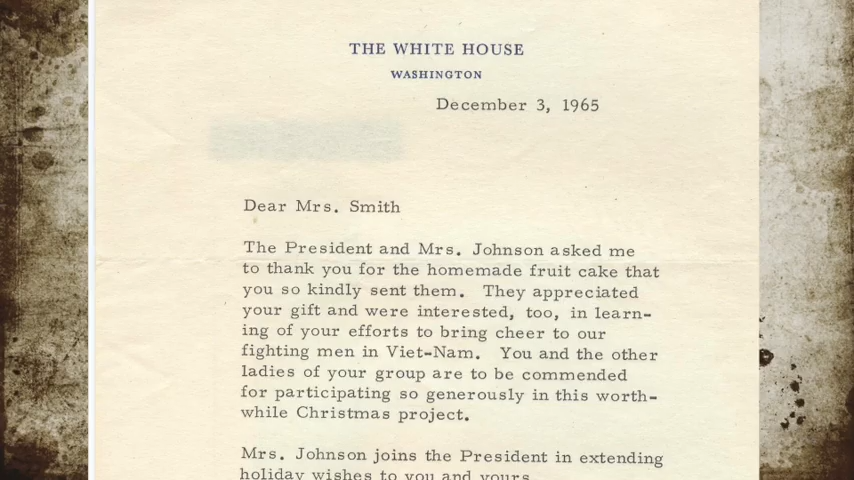 THE WHITE HOUSE
WASHINGTON
December 3, 1965
Dear Mrs. Smith
The President and Mrs. Johnson asked me
to thank you for the homemade fruit cake that
you so kindly sent them. They appreciated
your gift and were interested, too, in learn-
ing of your efforts to bring cheer to our
fighting men in Viet-Nam. You and the other
ladies of your group are to be commended
for participating so generously in this worth-
while Christmas project.
Mrs. Johnson joins the President in extending
holiday wishes to you and yours.